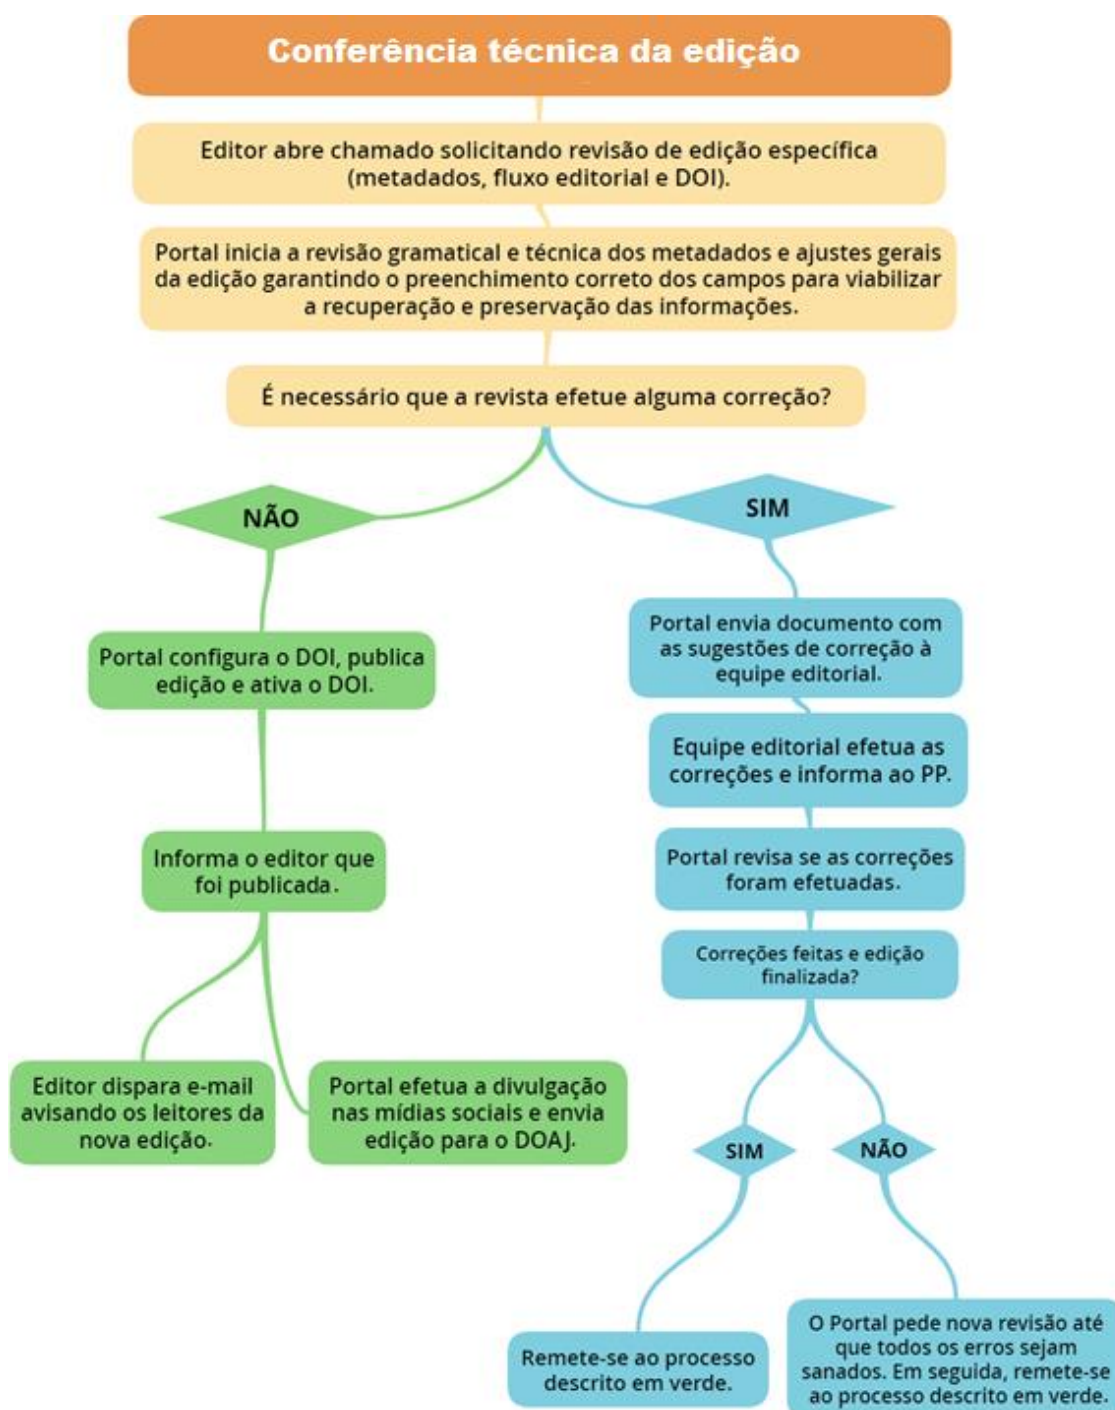 Conferência técnica da edição
Editor abre chamado solicitando revisão de edição específica
(metadados, fluxo editorial e DOI).
Portal inicia a revisão gramatical e técnica dos metadados e ajustes gerais
da edição garantindo o preenchimento correto dos campos para viabilizar
a recuperação e preservação das informações.
É necessário que a revista efetue alguma correção?
NÃO
Portal configura o DOI, publica
edição e ativa o DOI.
Informa o editor que
foi publicada.
Editor dispara e-mail
avisando os leitores da
nova edição.
Portal efetua a divulgação
nas mídias sociais e envia
edição para o DOAJ.
SIM
Portal envia documento com
as sugestões de correção à
equipe editorial.
Equipe editorial efetua as
correções e informa ao PP.
Portal revisa se as correções
foram efetuadas.
Correções feitas e edição
finalizada?
SIM
Remete-se ao processo
descrito em verde.
NÃO
O Portal pede nova revisão até
que todos os erros sejam
sanados. Em seguida, remete-se
ao processo descrito em verde.